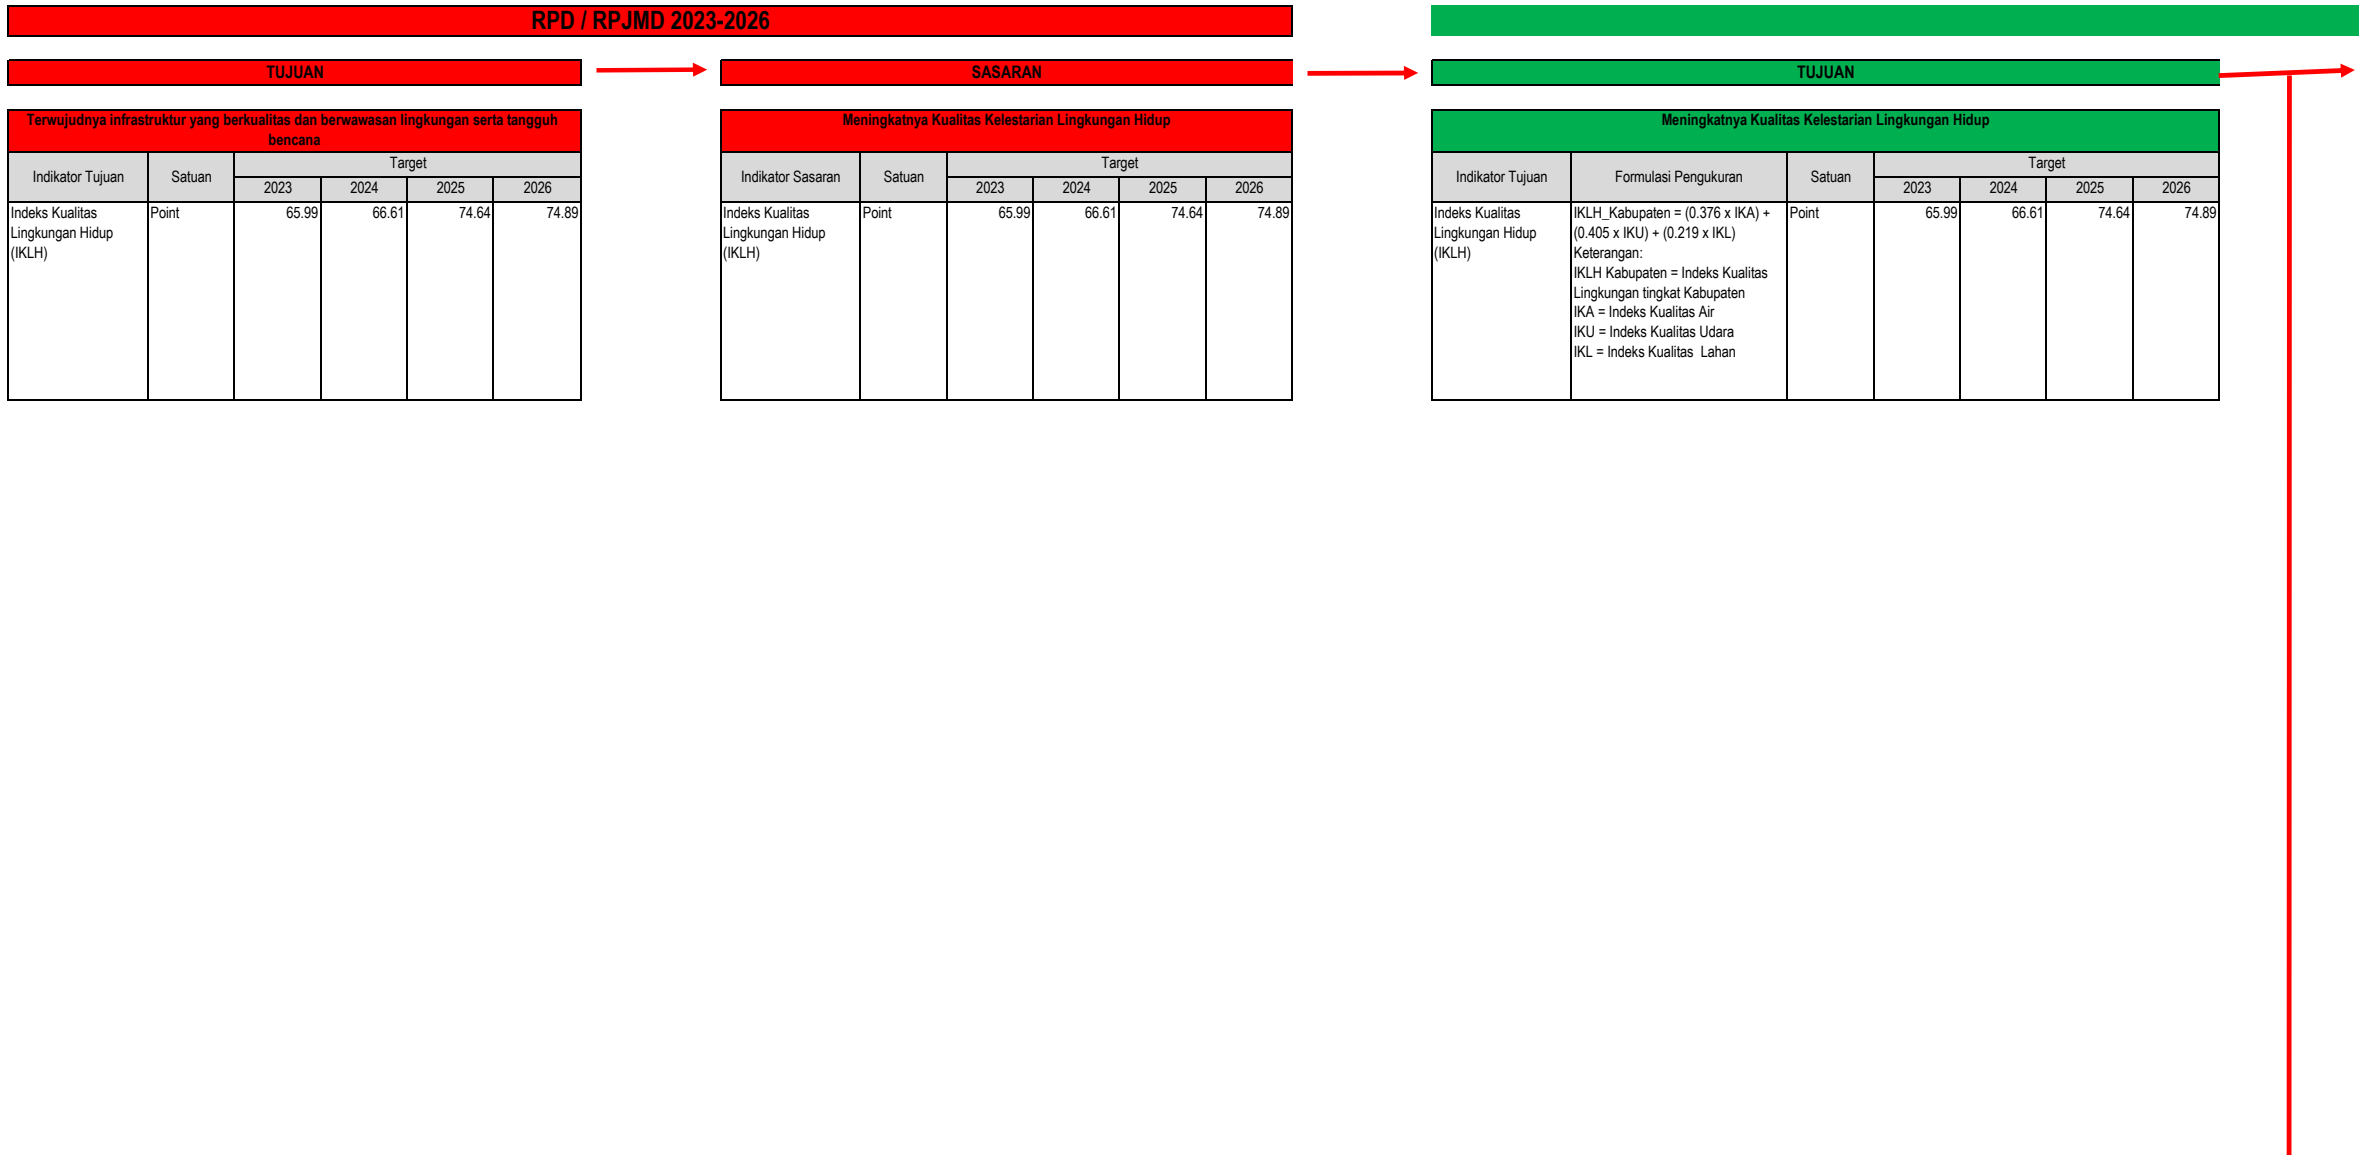 RPD / RPJMD 2023-2026
TUJUAN
SASARAN
TUJUAN
Terwujudnya infrastruktur yang berkualitas dan berwawasan lingkungan serta tangguh
bencana
Indikator Tujuan
Satuan
Target
2023
2024
2025
2026
Indeks Kualitas
Lingkungan Hidup
(IKLH)
Point
65.99
66.61
74.64
74.89
Meningkatnya Kualitas Kelestarian Lingkungan Hidup
Indikator Sasaran
Satuan
Target
2023
2024
2025
2026
Indeks Kualitas
Lingkungan Hidup
(IKLH)
Point
65.99
66.61
74.64
74.89
Meningkatnya Kualitas Kelestarian Lingkungan Hidup
Indikator Tujuan
Formulasi Pengukuran
Satuan
Target
2023
2024
2025
2026
Indeks Kualitas
Lingkungan Hidup
(IKLH)
IKLH_Kabupaten = (0.376 x IKA) +
(0.405 x IKU) + (0.219 x IKL)
Keterangan:
IKLH Kabupaten = Indeks Kualitas
Lingkungan tingkat Kabupaten
IKA = Indeks Kualitas Air
IKU = Indeks Kualitas Udara
IKL = Indeks Kualitas  Lahan
Point
65.99
66.61
74.64
74.89